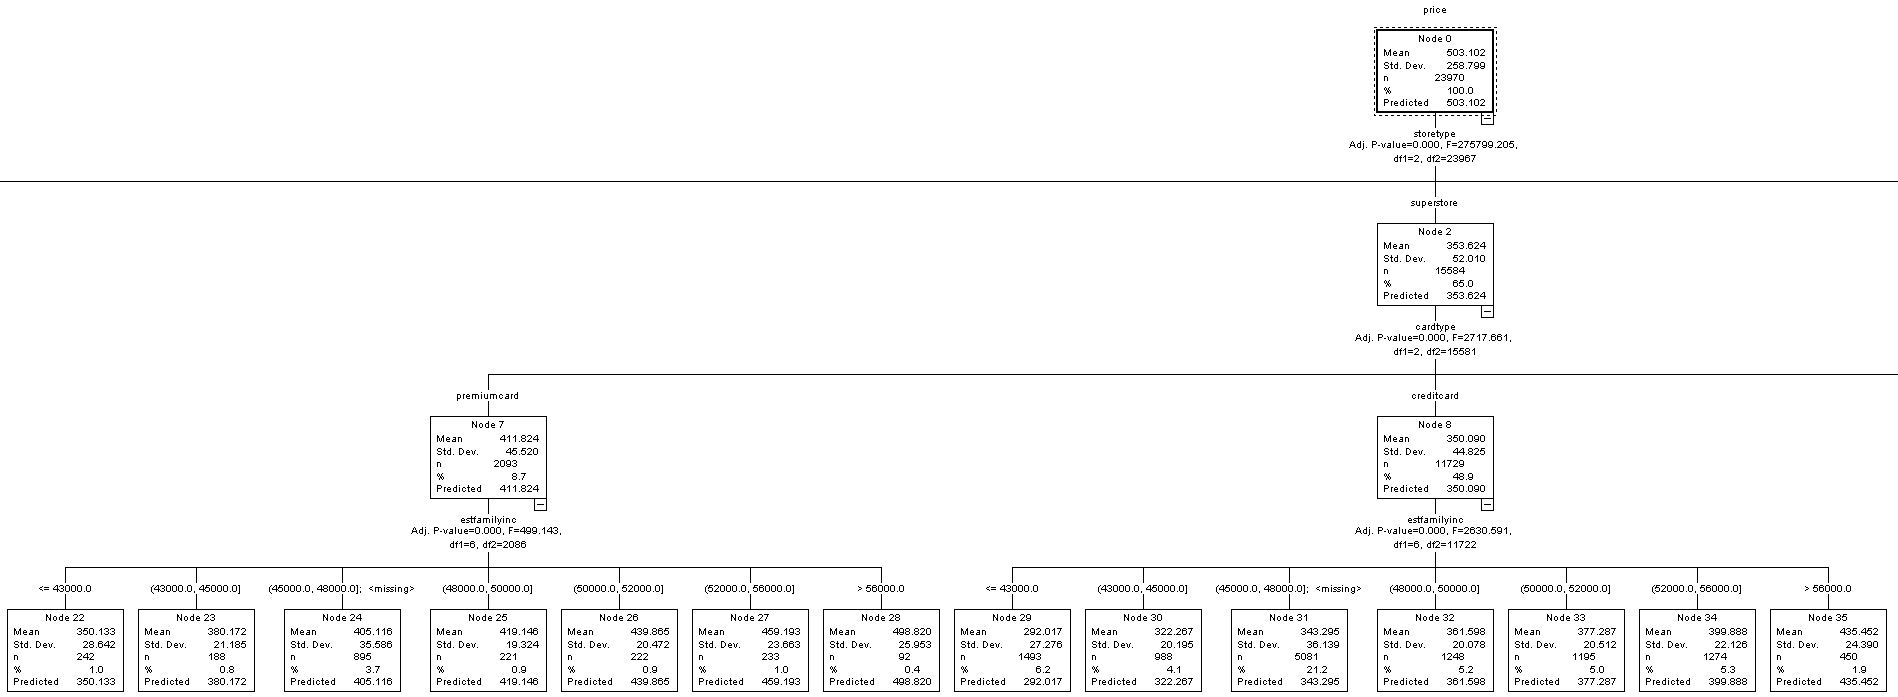 price
Node 0
Mean 503.102
Std. Dev. 258.799
n 23970
% 100.0
Predicted 503.102
storetype
Adj. P-value=0.000, F=275799.205,
df1=2, df2=23967
superstore
Node 2
Mean 353.624
Std. Dev. 52.010
n 15584
% 65.0
Predicted 353.624
cardtype
Adj. P-value=0.000, F=2717.661,
df1=2, df2=15581
premiumcard
Node 7
Mean 411.824
Std. Dev. 45.520
n 2093
% 8.7
Predicted 411.824
estfamilyinc
Adj. P-value=0.000, F=499.143,
df1=6, df2=2086
creditcard
Node 8
Mean 350.090
Std. Dev. 44.825
n 11729
% 48.9
Predicted 350.090
estfamilyinc
Adj. P-value=0.000, F=2630.591,
df1=6, df2=11722
<= 43000.0
Node 22
Mean 350.133
Std. Dev. 28.642
n 242
% 1.0
Predicted 350.133
(43000.0, 45000.0]
Node 23
Mean 380.172
Std. Dev. 21.185
n 188
% 0.8
Predicted 380.172
(45000.0, 48000.0]; <missing>
Node 24
Mean 405.116
Std. Dev. 35.586
n 895
% 3.7
Predicted 405.116
(48000.0, 50000.0]
Node 25
Mean 419.146
Std. Dev. 19.324
n 221
% 0.9
Predicted 419.146
(50000.0, 52000.0]
Node 26
Mean 439.865
Std. Dev. 20.472
n 222
% 0.9
Predicted 439.865
(52000.0, 56000.0]
Node 27
Mean 459.193
Std. Dev. 23.663
n 233
% 1.0
Predicted 459.193
> 56000.0
Node 28
Mean 498.820
Std. Dev. 25.953
n 92
% 0.4
Predicted 498.820
<= 43000.0
Node 29
Mean 292.017
Std. Dev. 27.276
n 1493
% 6.2
Predicted 292.017
(43000.0, 45000.0]
Node 30
Mean 322.267
Std. Dev. 20.195
n 988
% 4.1
Predicted 322.267
(45000.0, 48000.0]; <missing>
Node 31
Mean 343.295
Std. Dev. 36.139
n 5081
% 21.2
Predicted 343.295
(48000.0, 50000.0]
Node 32
Mean 361.598
Std. Dev. 20.078
n 1248
% 5.2
Predicted 361.598
(50000.0, 52000.0]
Node 33
Mean 377.287
Std. Dev. 20.512
n 1195
% 5.0
Predicted 377.287
(52000.0, 56000.0]
Node 34
Mean 399.888
Std. Dev. 22.126
n 1274
% 5.3
Predicted 399.888
> 56000.0
Node 35
Mean 435.452
Std. Dev. 24.390
n 450
% 1.9
Predicted 435.452